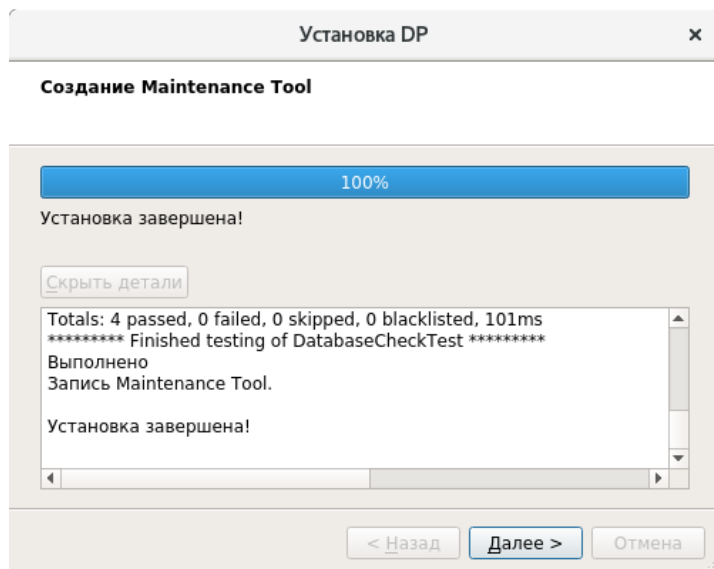 Установка DP
Создание Maintenance Tool
100%
Установка завершена!
Скрыть детали
Totals: 4 passed, 0 failed, 0 skipped, 0 blacklisted, 101ms
********* Finished testing of DatabaseCheckTest *********
Выполнено
Запись Maintenance Tool.
Установка завершена!
< Назад
Далее >
Отмена